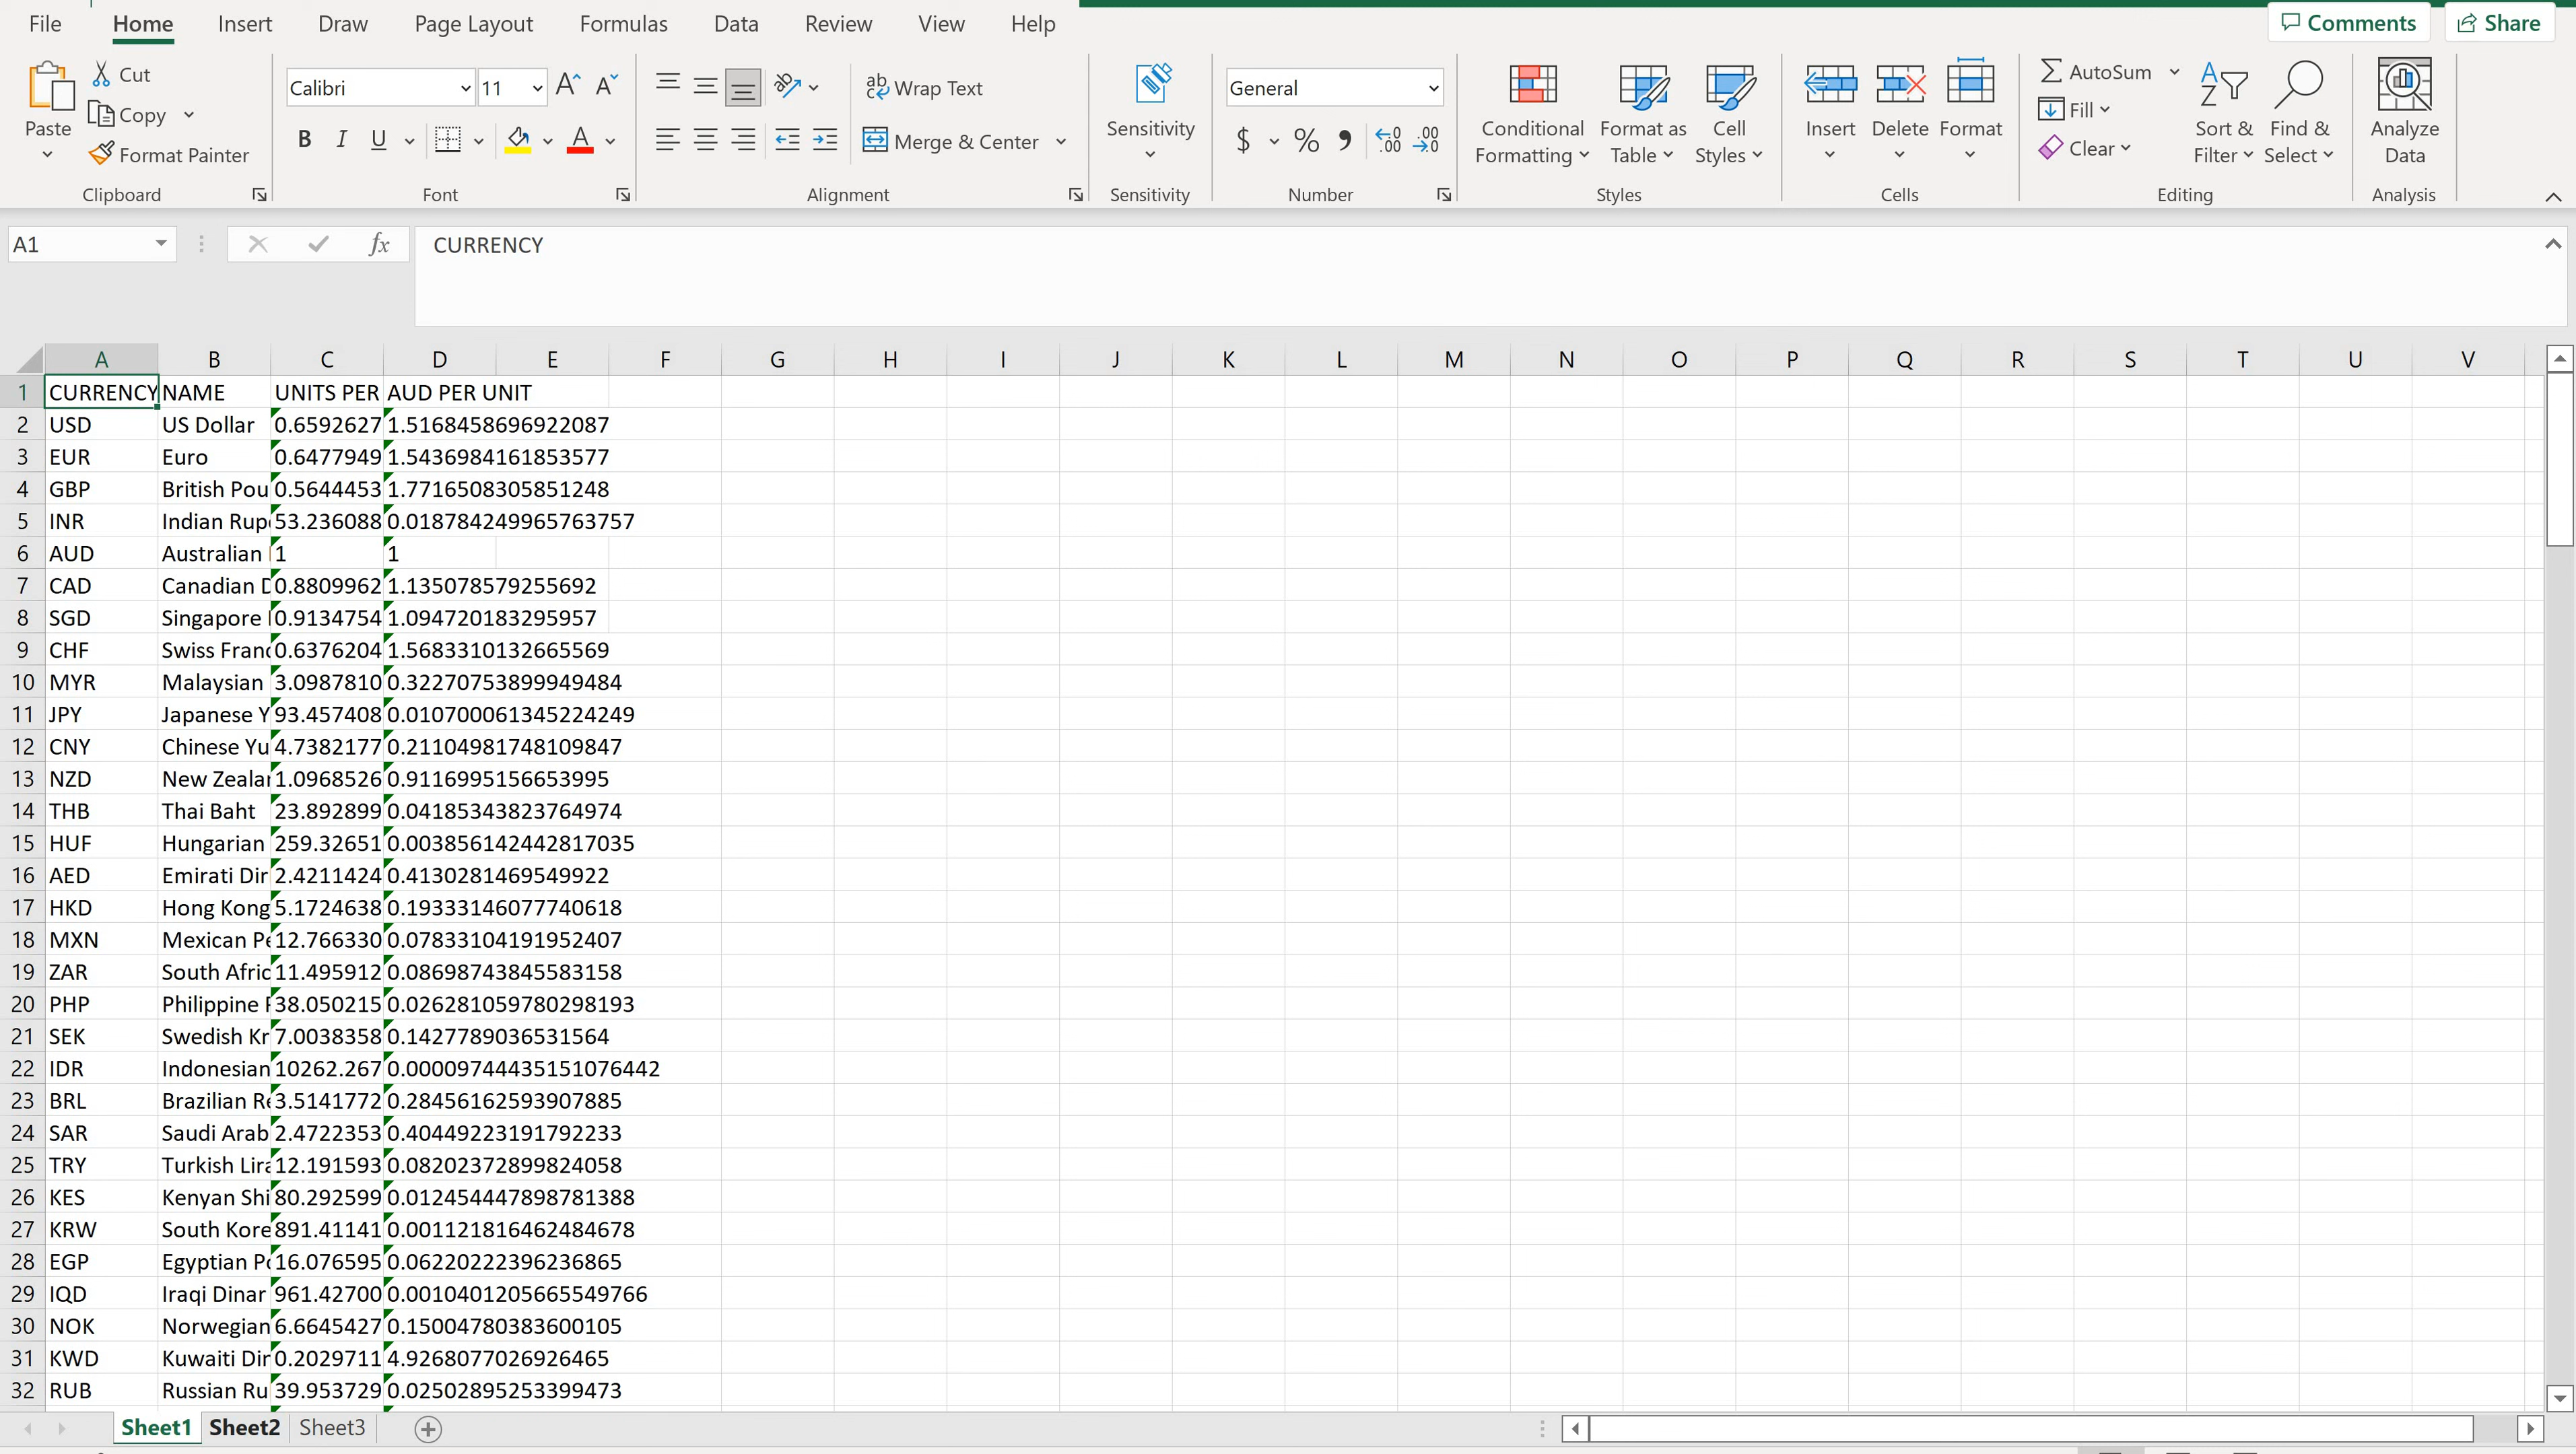 File Home Insert Draw Page Layout Formulas Data Review View Help Comments Share
Paste Cut Copy Format Painter Clipboard
Calibri 11 B I U A Font
Wrap Text Merge & Center Alignment
Sensitivity Sensitivity
General $ % Number
Conditional Formatting Format as Table Cell Styles Styles
Insert Delete Format Cells
AutoSum Fill Clear Sort & Filter Find & Select Editing
Analyze Data Analysis
A1 fx CURRENCY
A B C D E F G H I J K L M N O P Q R S T U V
1 CURRENCY NAME UNITS PER AUD PER UNIT
2 USD US Dollar 0.6592627 1.5168458696922087
3 EUR Euro 0.6477949 1.5436984161853577
4 GBP British Pou 0.5644453 1.7716508305851248
5 INR Indian Rup 53.236088 0.018784249965763757
6 AUD Australian 1 1
7 CAD Canadian D 0.8809962 1.135078579255692
8 SGD Singapore 0.9134754 1.094720183295957
9 CHF Swiss Franc 0.6376204 1.5683310132665569
10 MYR Malaysian 3.0987810 0.32270753899949484
11 JPY Japanese Y 93.457408 0.010700061345224249
12 CNY Chinese Yu 4.7382177 0.21104981748109847
13 NZD New Zealar 1.0968526 0.9116995156653995
14 THB Thai Baht 23.892899 0.04185343823764974
15 HUF Hungarian 259.32651 0.003856142442817035
16 AED Emirati Dir 2.4211424 0.4130281469549922
17 HKD Hong Kong 5.1724638 0.19333146077740618
18 MXN Mexican Pe 12.766330 0.07833104191952407
19 ZAR South Afric 11.495912 0.08698743845583158
20 PHP Philippine P 38.050215 0.026281059780298193
21 SEK Swedish Kr 7.0038358 0.1427789036531564
22 IDR Indonesian 10262.267 0.00009744435151076442
23 BRL Brazilian Re 3.5141772 0.28456162593907885
24 SAR Saudi Arab 2.4722353 0.40449223191792233
25 TRY Turkish Lira 12.191593 0.08202372899824058
26 KES Kenyan Shi 80.292599 0.012454447898781388
27 KRW South Kore 891.41141 0.001121816462484678
28 EGP Egyptian Po 16.076595 0.06220222396236865
29 IQD Iraqi Dinar 961.42700 0.0010401205665549766
30 NOK Norwegian 6.6645427 0.15004780383600105
31 KWD Kuwaiti Dir 0.2029711 4.9268077026926465
32 RUB Russian Ru 39.953729 0.02502895253399473
Sheet1 Sheet2 Sheet3